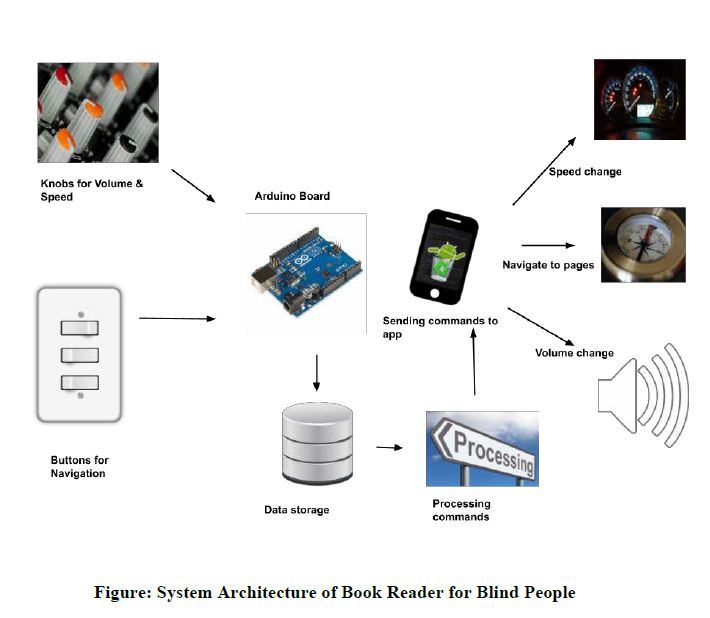 Knobs for Volume &
Speed
Arduino Board
Speed change
Navigate to pages
Sending commands to
app
Volume change
Buttons for
Navigation
Data storage
Processing
Processing
commands
Figure: System Architecture of Book Reader for Blind People